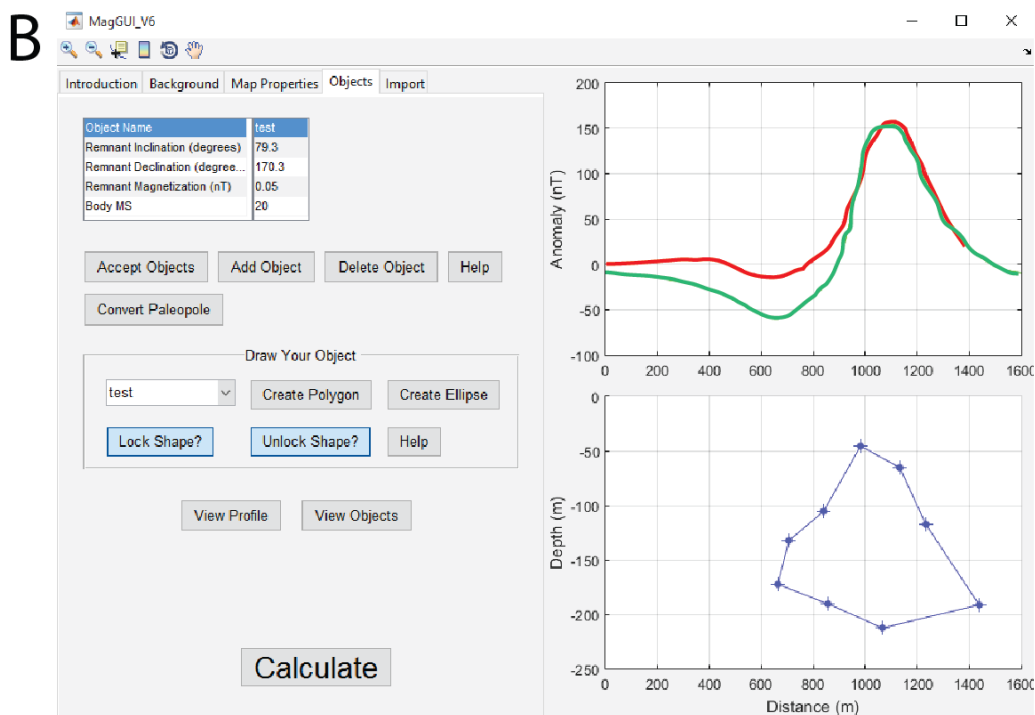 B
MagGUI_V6
Introduction Background Map Properties Objects Import
Object Name test
Remnant Inclination (degrees) 79.3
Remnant Declination (degree... 170.3
Remnant Magnetization (nT) 0.05
Body MS 20
Accept Objects Add Object Delete Object Help
Convert Paleopole
Draw Your Object
test Create Polygon Create Ellipse
Lock Shape? Unlock Shape? Help
View Profile View Objects
Calculate
Anomaly (nT)
200
150
100
50
0
-50
-100
0 200 400 600 800 1000 1200 1400 1600
Depth (m)
0
-50
-100
-150
-200
-250
0 200 400 600 800 1000 1200 1400 1600
Distance (m)